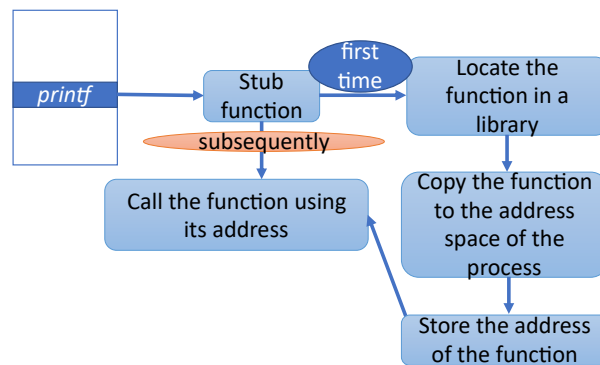 printf
Stub
function
first
time
Locate the
function in a
library
subsequently
Call the function using
its address
Copy the function
to the address
space of the
process
Store the address
of the function